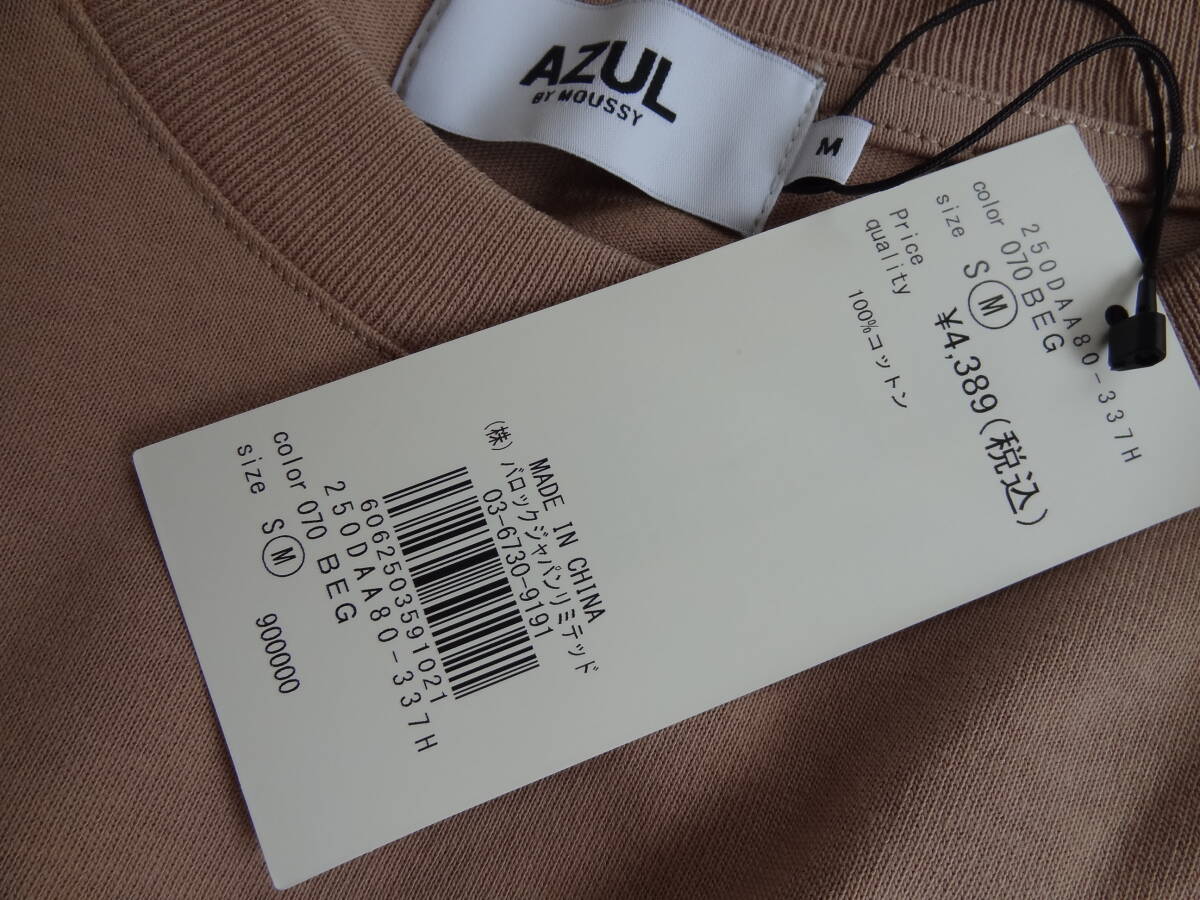 AZUL
BY MOUSSY
M
250DAA80-337H
color 070 BEG
size S M
¥4,389(税込)
Price
quality
100%コットン
MADE IN CHINA
(株)バロックジャパンリミテッド
03-6730-9191
606250359 1021
250DAA80-337H
color 070 BEG
size S M
900000